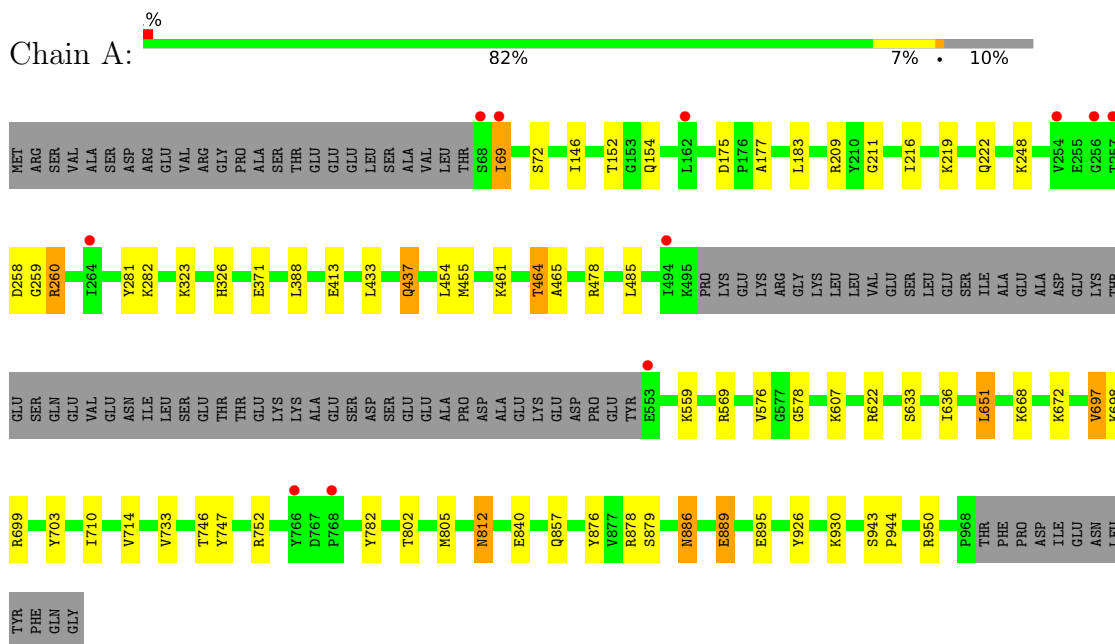 .%
Chain A:
82% 7% • 10%
MET ARG SER VAL ALA SER ASP ARG GLU VAL ARG GLY PRO ALA SER THR GLU GLU GLU LEU SER ALA VAL LEU THR S68 I69 S72 I146 T152 G153 Q154 L162 D175 P176 A177 L183 R209 Y210 G211 I216 K219 Q222 K248 V254 E255 G256 T257
D258 G259 R260 I264 Y281 K282 K323 H326 E371 L388 E413 L433 Q437 L454 M455 K461 T464 A465 R478 L485 I494 K495 PRO LYS GLU LYS ARG GLY LYS LEU LEU VAL GLU SER LEU GLU SER ILE ALA GLU ALA ASP GLU LYS THR
GLU SER GLN GLU VAL GLU ASN ILE LEU SER GLU THR THR GLU LYS LYS ALA GLU SER ASP SER GLU GLU ALA PRO ASP ALA GLU LYS GLU ASP PRO GLU TYR E553 K559 R569 V576 G577 G578 K607 R622 S633 I636 L651 K668 K672 V697 K698
R699 Y703 I710 V714 V733 T746 Y747 R752 Y766 D767 P768 Y782 T802 M805 N812 E840 Q857 Y876 V877 R878 S879 N886 E889 E895 Y926 K930 S943 P944 R950 P968 THR PHE PRO ASP ILE GLU ASN LEU
TYR PHE GLN GLY